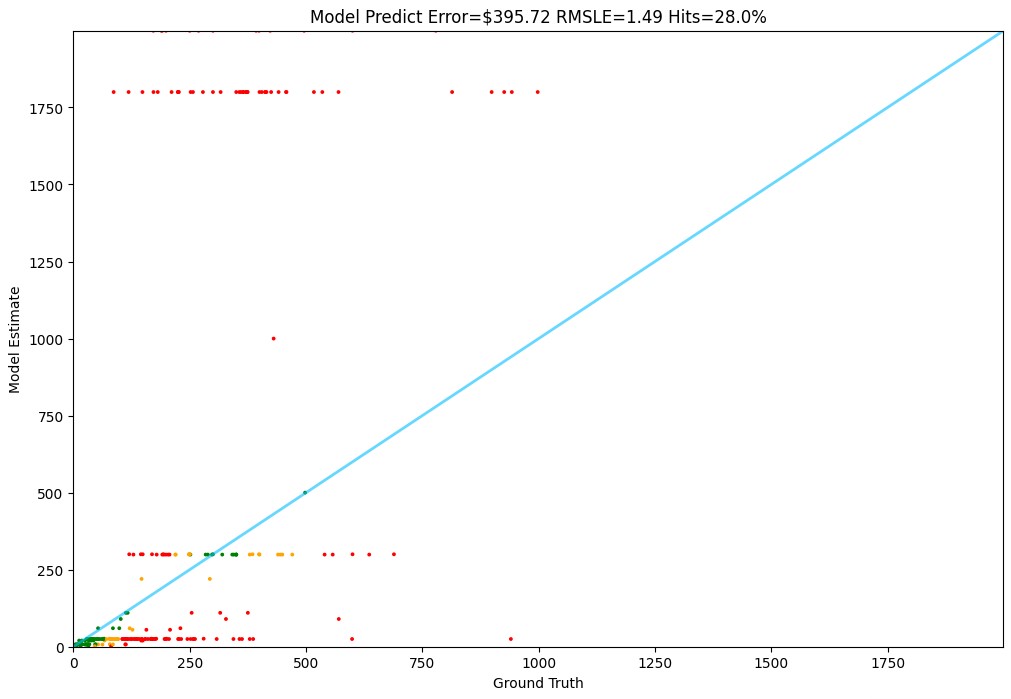 Model Predict Error=$395.72 RMSLE=1.49 Hits=28.0%
1750
1500
1250
1000
750
500
250
0
Model Estimate
0 250 500 750 1000 1250 1500 1750
Ground Truth